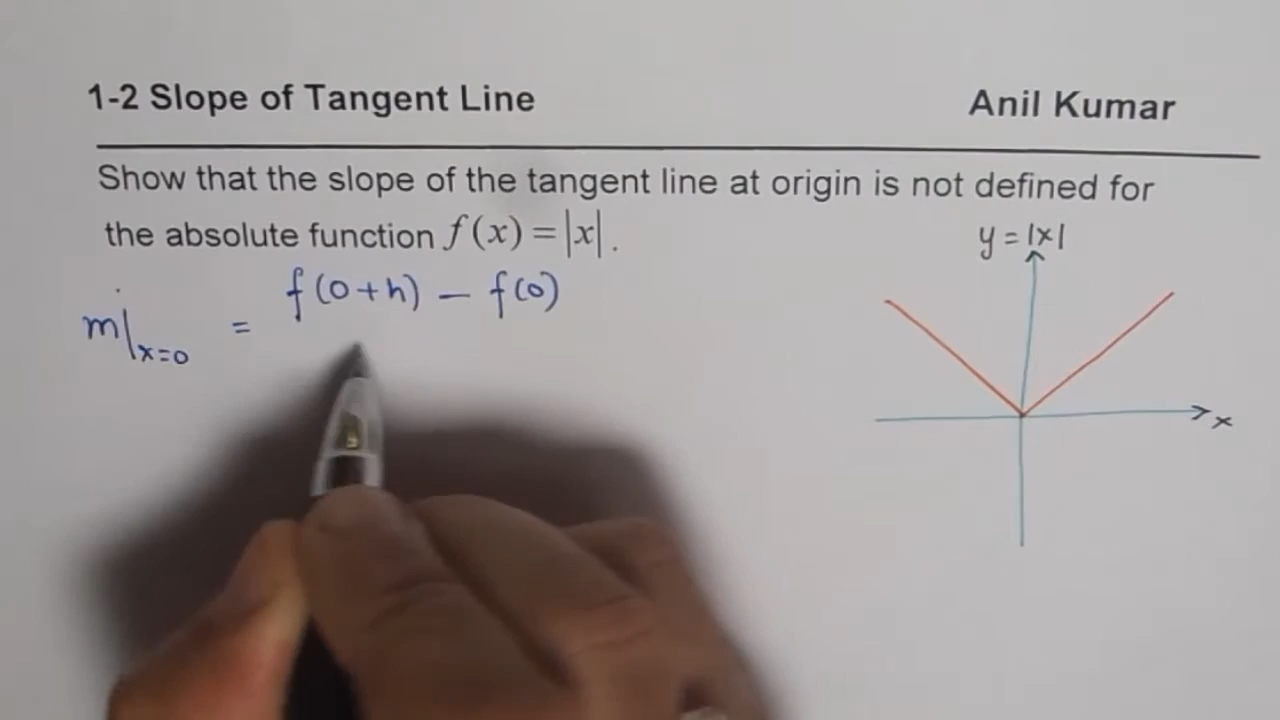 1-2 Slope of Tangent Line Anil Kumar
Show that the slope of the tangent line at origin is not defined for
the absolute function f(x)=|x|.
y=|x|
m|x=0 = f(0+h) - f(0)
x